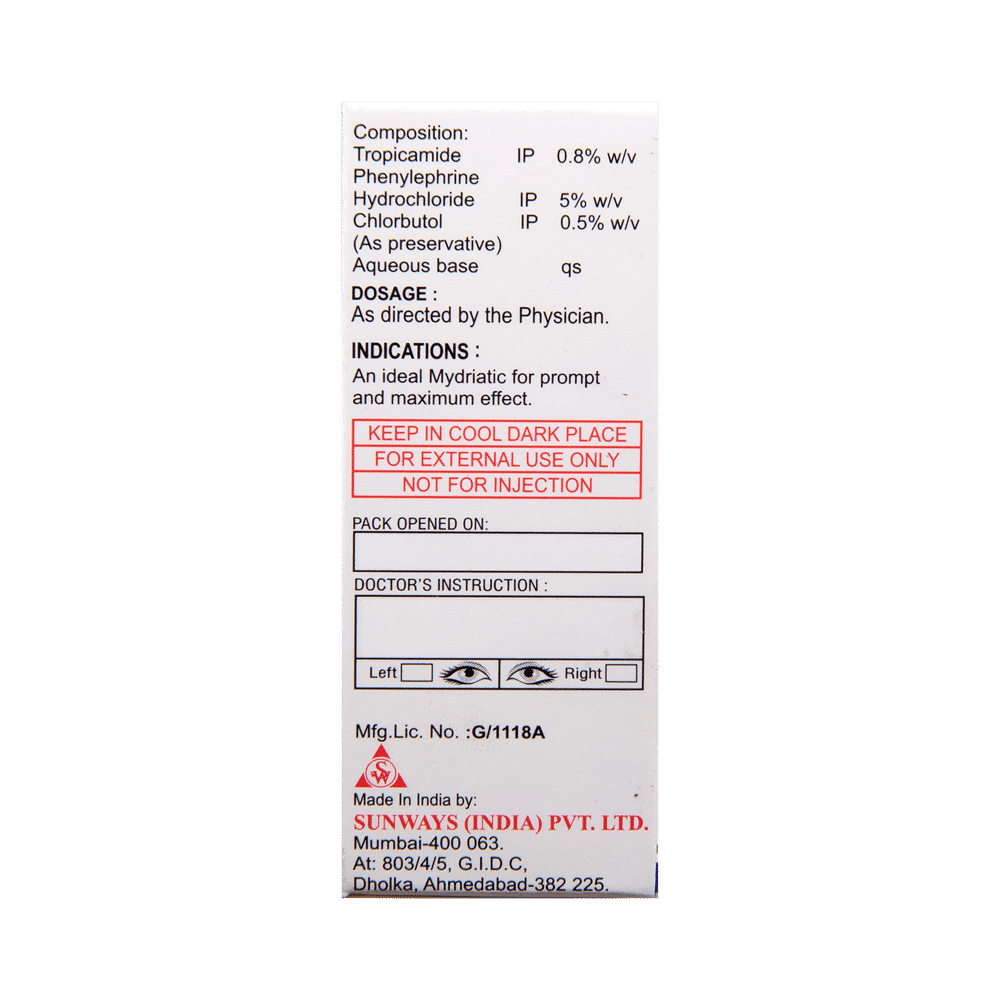 Composition:
Tropicamide IP 0.8% w/v
Phenylephrine
Hydrochloride IP 5% w/v
Chlorbutol IP 0.5% w/v
(As preservative)
Aqueous base qs
DOSAGE :
As directed by the Physician.
INDICATIONS :
An ideal Mydriatic for prompt
and maximum effect.
KEEP IN COOL DARK PLACE
FOR EXTERNAL USE ONLY
NOT FOR INJECTION
PACK OPENED ON:
DOCTOR'S INSTRUCTION :
Left Right
Mfg.Lic. No. :G/1118A
SW
Made In India by:
SUNWAYS (INDIA) PVT. LTD.
Mumbai-400 063.
At: 803/4/5, G.I.D.C,
Dholka, Ahmedabad-382 225.